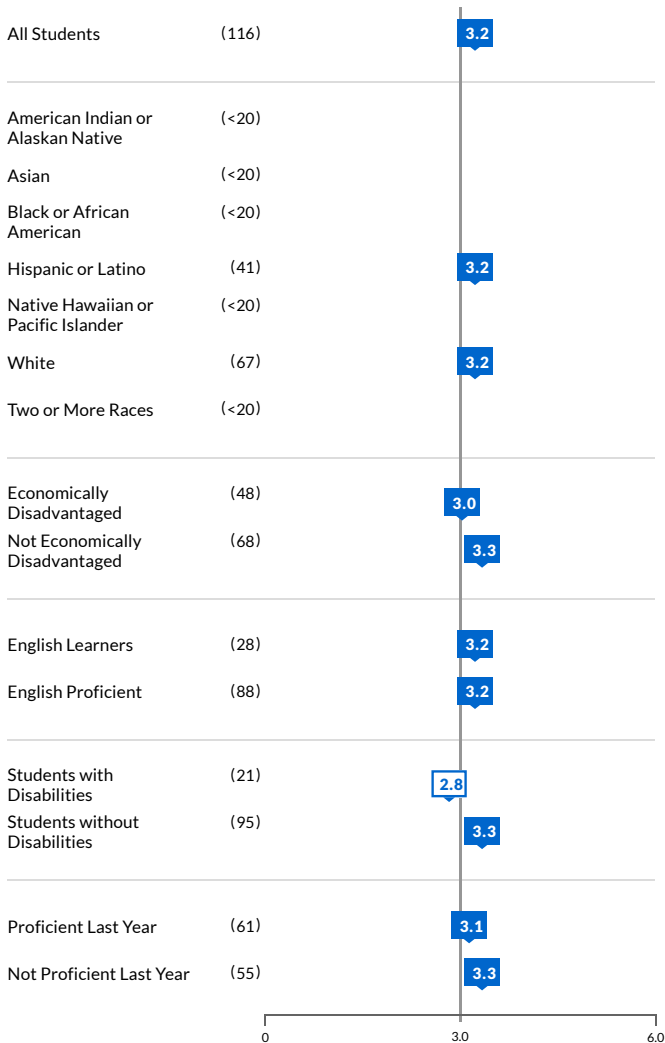 All Students (116) 3.2
American Indian or (<20)
Alaskan Native
Asian (<20)
Black or African (<20)
American
Hispanic or Latino (41) 3.2
Native Hawaiian or (<20)
Pacific Islander
White (67) 3.2
Two or More Races (<20)
Economically (48) 3.0
Disadvantaged
Not Economically (68) 3.3
Disadvantaged
English Learners (28) 3.2
English Proficient (88) 3.2
Students with (21) 2.8
Disabilities
Students without (95) 3.3
Disabilities
Proficient Last Year (61) 3.1
Not Proficient Last Year (55) 3.3
0 3.0 6.0